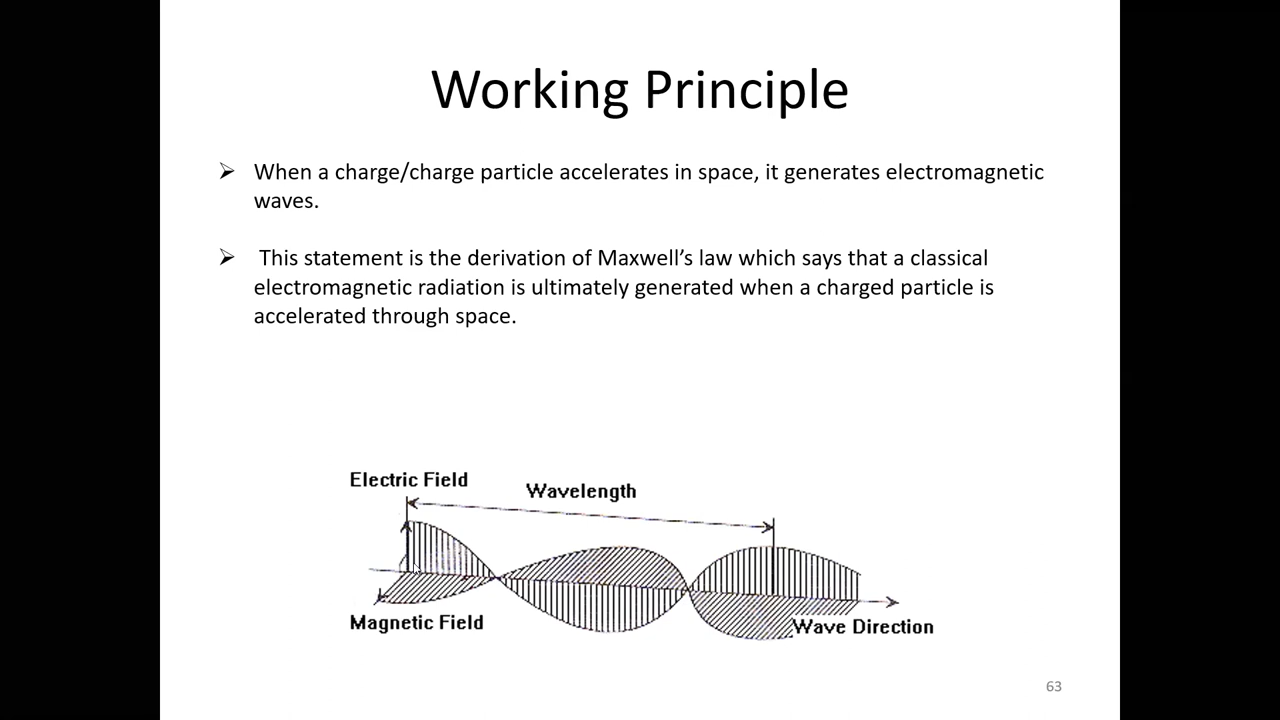 Working Principle
When a charge/charge particle accelerates in space, it generates electromagnetic
waves.
This statement is the derivation of Maxwell’s law which says that a classical
electromagnetic radiation is ultimately generated when a charged particle is
accelerated through space.
Electric Field
Wavelength
Magnetic Field
Wave Direction
63